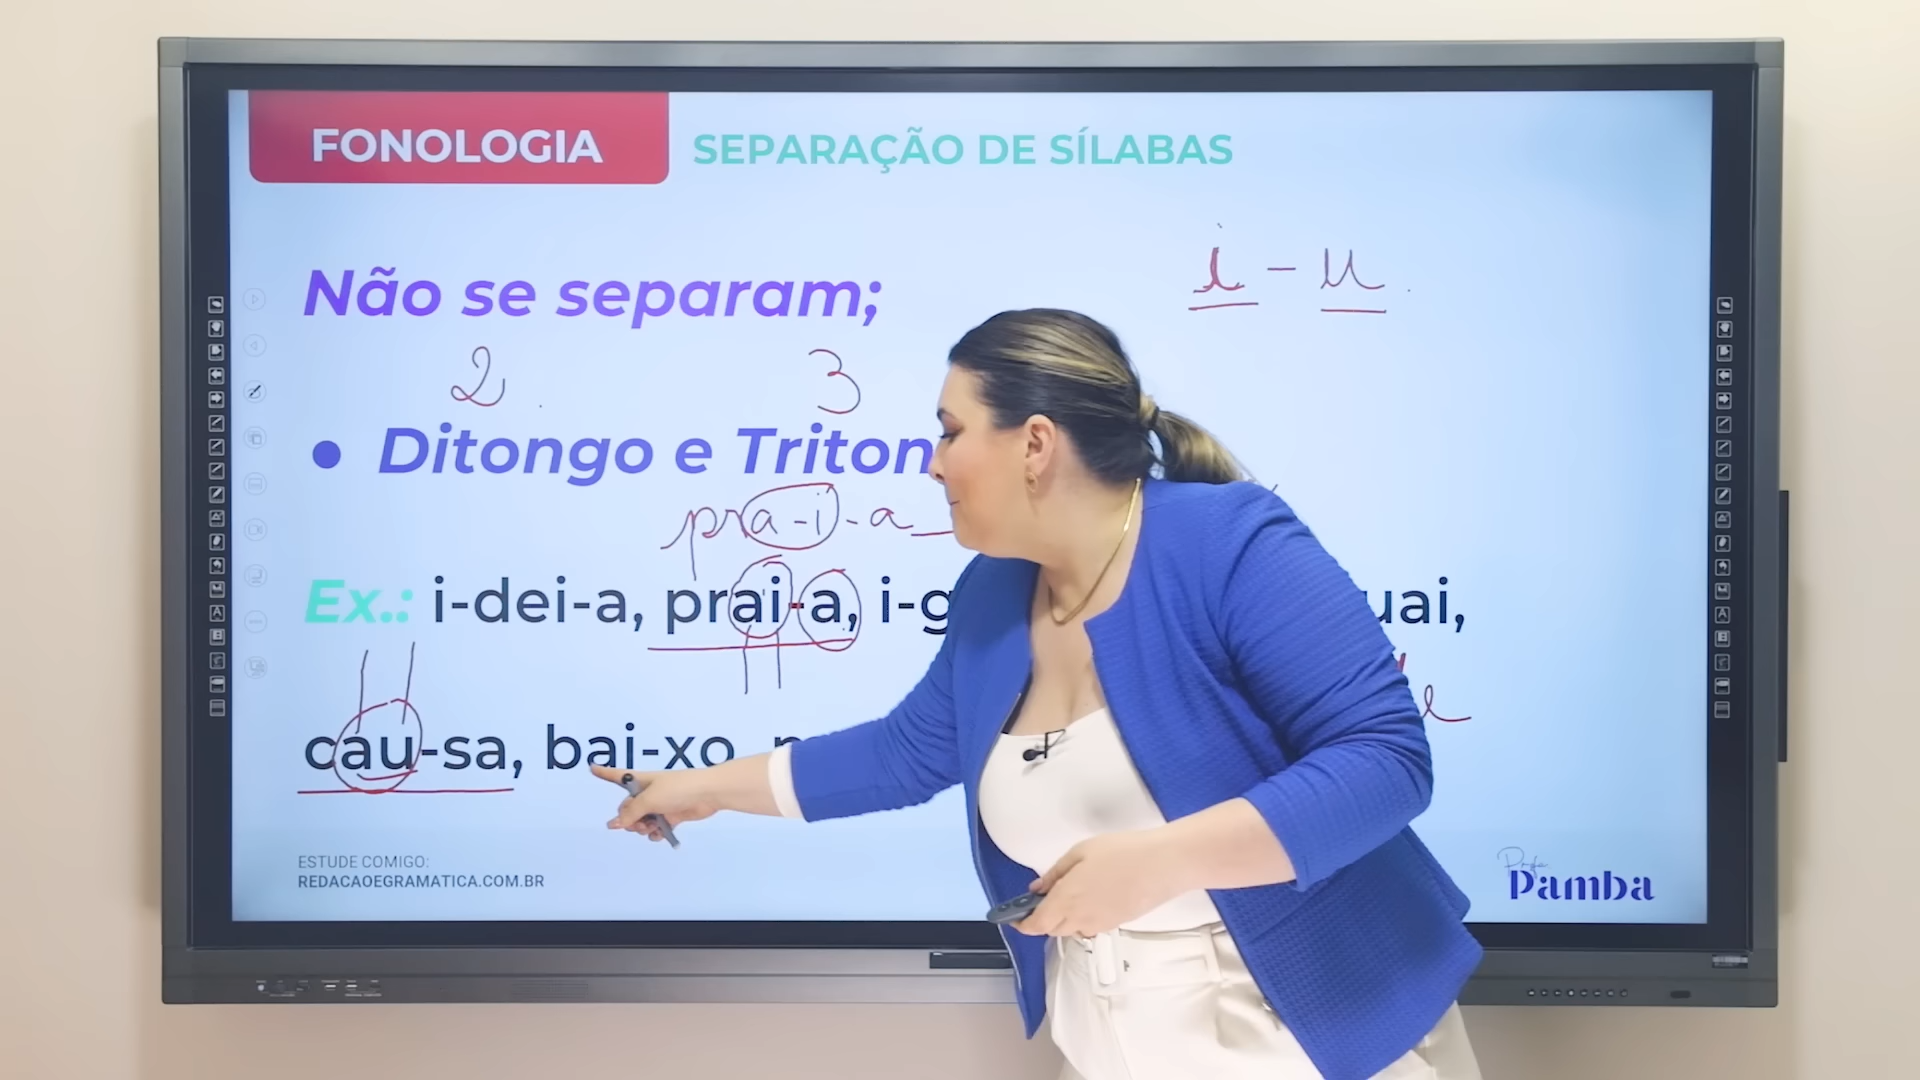 FONOLOGIA
SEPARAÇÃO DE SÍLABAS
i - u
Não se separam;
2 3
• Ditongo e Triton
pra-i-a
Ex.: i-dei-a, prai-a, i-g uai,
cau-sa, bai-xo,
ESTUDE COMIGO:
REDACAOEGRAMATICA.COM.BR
Profa
Pamba